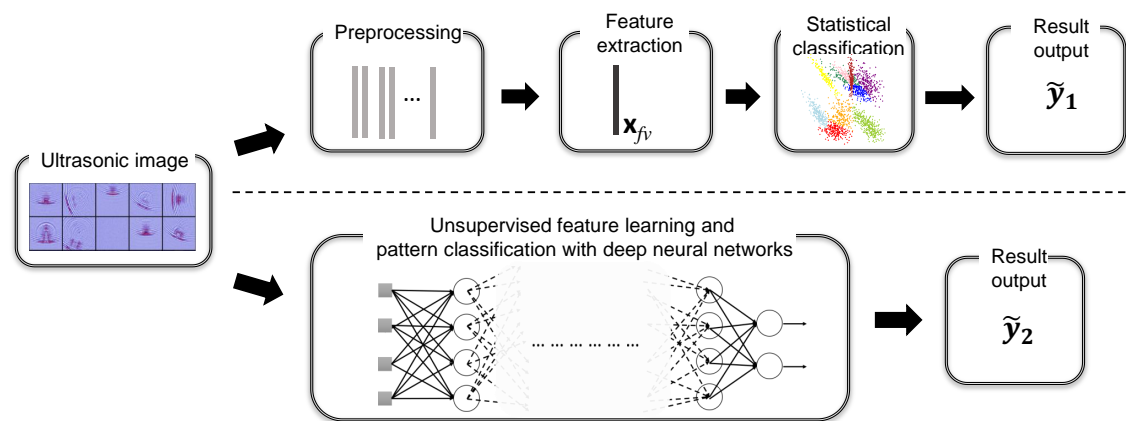 Ultrasonic image
Preprocessing
...
Feature
extraction
x_fv
Statistical
classification
Result
output
ỹ₁
Unsupervised feature learning and
pattern classification with deep neural networks
... ... ... ... ... ...
Result
output
ỹ₂